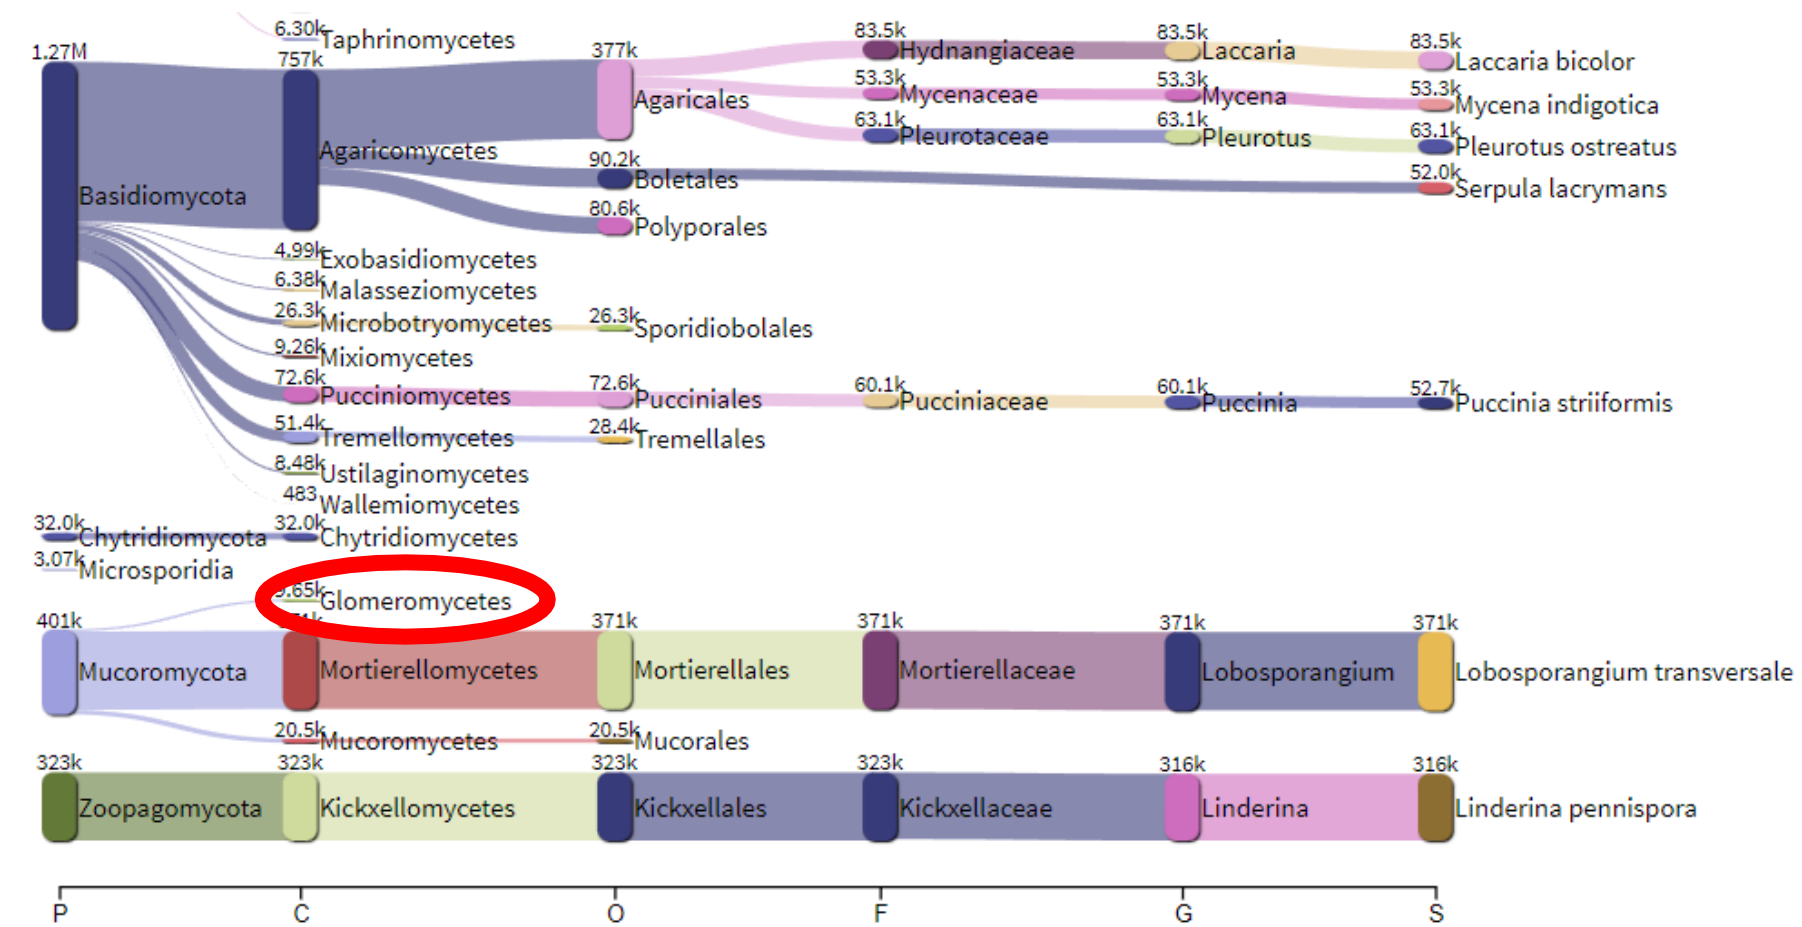 6.30k Taphrinomycetes
1.27M 757k 377k 83.5k 83.5k 83.5k
Hydnangiaceae Laccaria Laccaria bicolor
Agaricales 53.3k Mycenaceae 53.3k Mycena 53.3k Mycena indigotica
63.1k Pleurotaceae 63.1k Pleurotus 63.1k Pleurotus ostreatus
Agaricomycetes 90.2k Boletales 52.0k Serpula lacrymans
Basidiomycota 80.6k Polyporales
4.99k Exobasidiomycetes
6.38k Malasseziomycetes
26.3k Microbotryomycetes 26.3k Sporidiobolales
9.26k Mixiomycetes
72.6k Pucciniomycetes 72.6k Pucciniales 60.1k Pucciniaceae 60.1k Puccinia 52.7k Puccinia striiformis
51.4k Tremellomycetes 28.4k Tremellales
8.48k Ustilaginomycetes
483 Wallemiomycetes
32.0k Chytridiomycota 32.0k Chytridiomycetes
3.07k Microsporidia
Glomeromycetes
401k 371k 371k 371k 371k
Mucoromycota Mortierellomycetes Mortierellales Mortierellaceae Lobosporangium Lobosporangium transversale
20.5k Mucoromycetes 20.5k Mucorales
323k 323k 323k 323k 316k 316k
Zoopagomycota Kickxellomycetes Kickxellales Kickxellaceae Linderina Linderina pennispora
P C O F G S